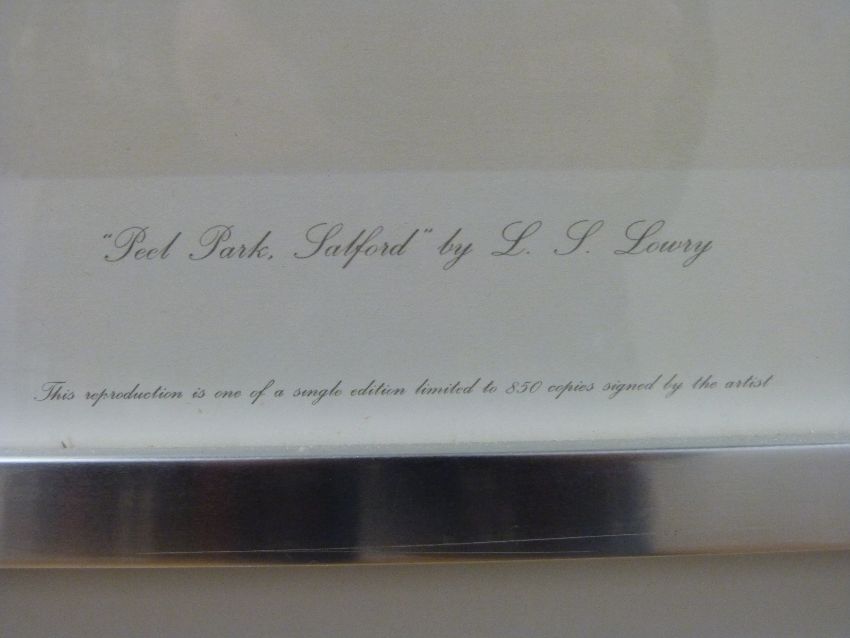 "Peel Park, Salford" by L. S. Lowry
This reproduction is one of a single edition limited to 850 copies signed by the artist